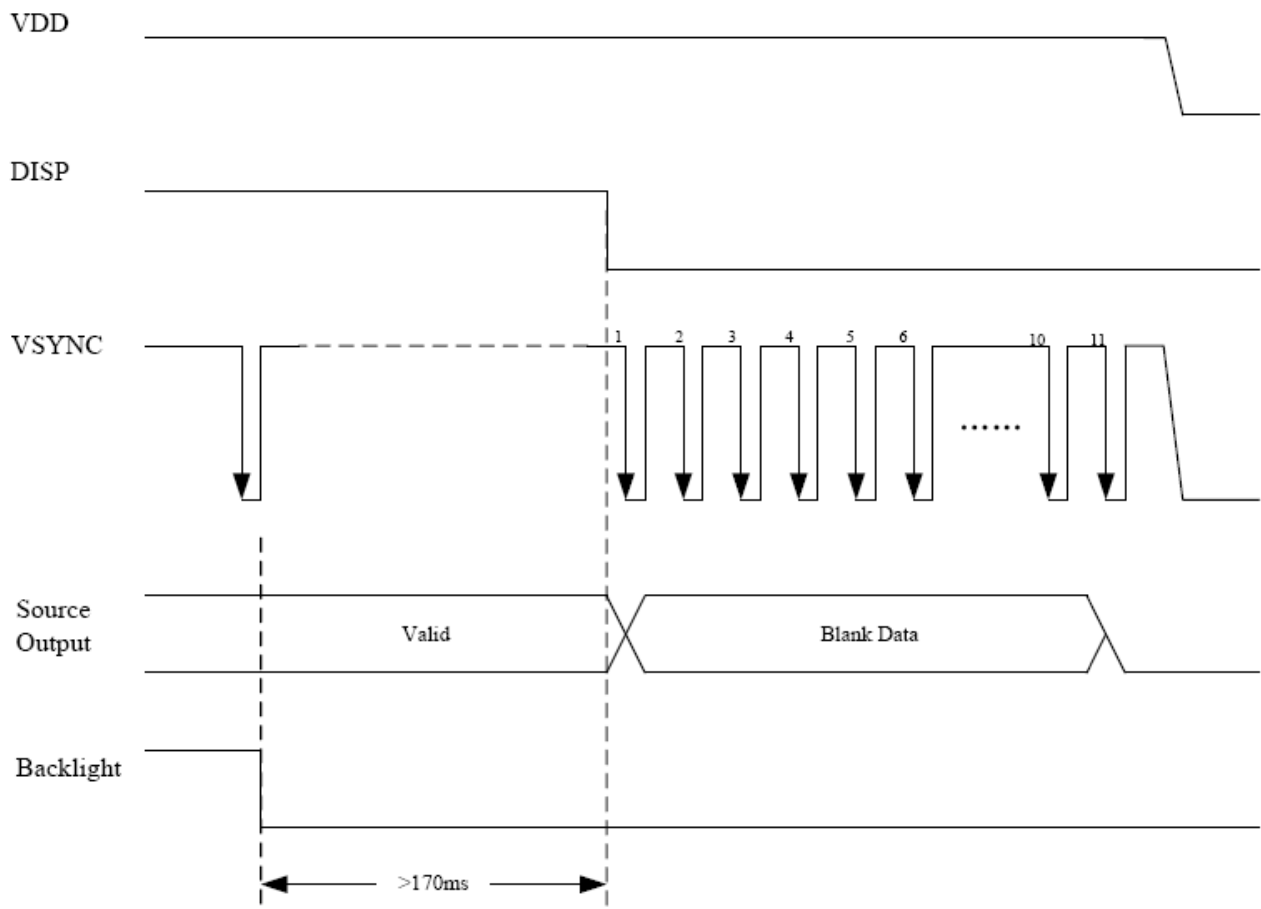 VDD
DISP
VSYNC
1 2 3 4 5 6 10 11
......
Source
Output
Valid
Blank Data
Backlight
>170ms